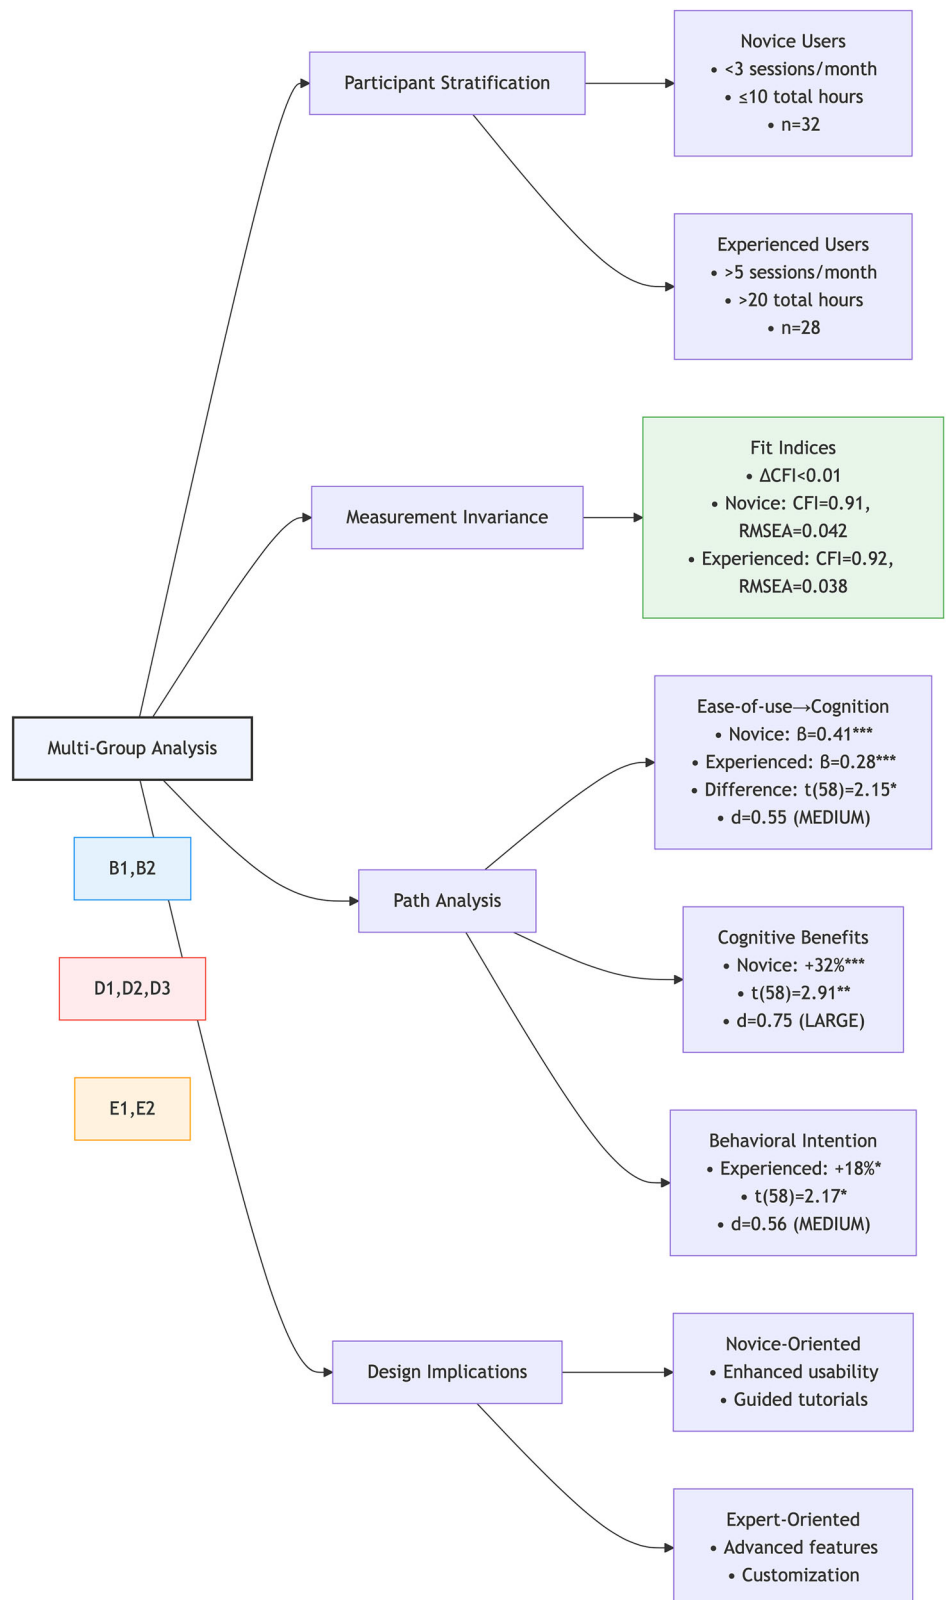 Novice Users
• <3 sessions/month
• ≤10 total hours
• n=32
Participant Stratification
Experienced Users
• >5 sessions/month
• >20 total hours
• n=28
Fit Indices
• ΔCFI<0.01
• Novice: CFI=0.91,
RMSEA=0.042
• Experienced: CFI=0.92,
RMSEA=0.038
Measurement Invariance
Multi-Group Analysis
Ease-of-use→Cognition
• Novice: β=0.41***
• Experienced: β=0.28***
• Difference: t(58)=2.15*
• d=0.55 (MEDIUM)
B1,B2
Path Analysis
Cognitive Benefits
• Novice: +32%***
• t(58)=2.91**
• d=0.75 (LARGE)
D1,D2,D3
E1,E2
Behavioral Intention
• Experienced: +18%*
• t(58)=2.17*
• d=0.56 (MEDIUM)
Design Implications
Novice-Oriented
• Enhanced usability
• Guided tutorials
Expert-Oriented
• Advanced features
• Customization